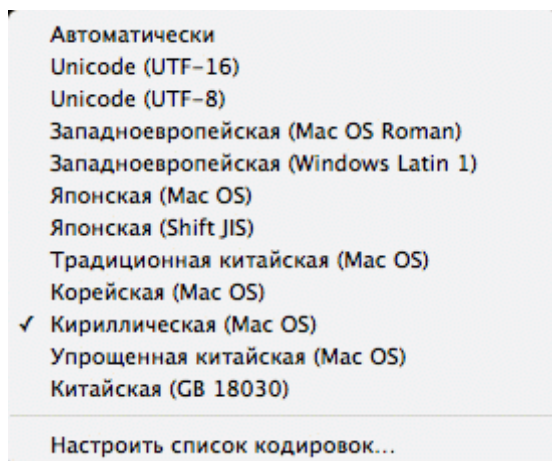 Автоматически
Unicode (UTF-16)
Unicode (UTF-8)
Западноевропейская (Mac OS Roman)
Западноевропейская (Windows Latin 1)
Японская (Mac OS)
Японская (Shift JIS)
Традиционная китайская (Mac OS)
Корейская (Mac OS)
✓ Кириллическая (Mac OS)
Упрощенная китайская (Mac OS)
Китайская (GB 18030)
Настроить список кодировок...